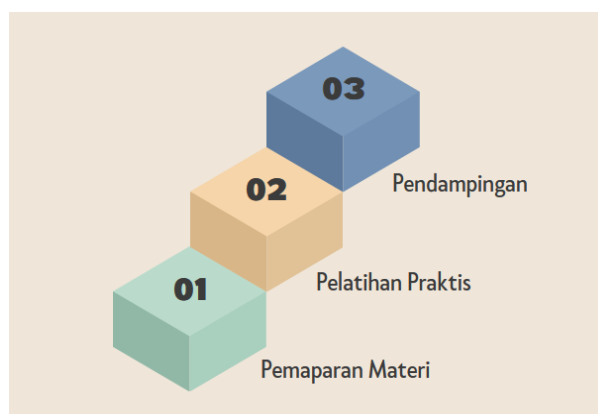 03
Pendampingan
02
Pelatihan Praktis
01
Pemaparan Materi